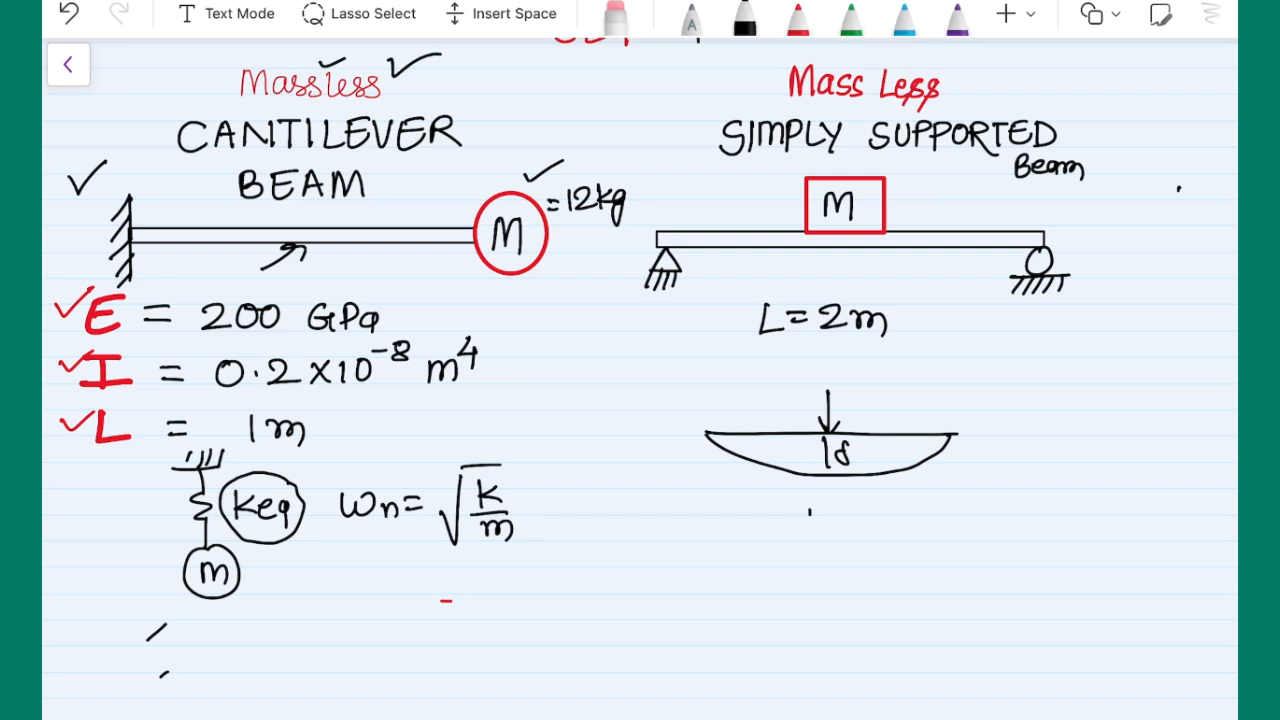 Text Mode Lasso Select Insert Space
A
Massless
CANTILEVER
BEAM
M = 12kg
E = 200 GPa
I = 0.2 × 10⁻⁸ m⁴
L = 1m
Keq ωn = √(k/m)
m
Mass Less
SIMPLY SUPPORTED
Beam
M
L = 2m
δ